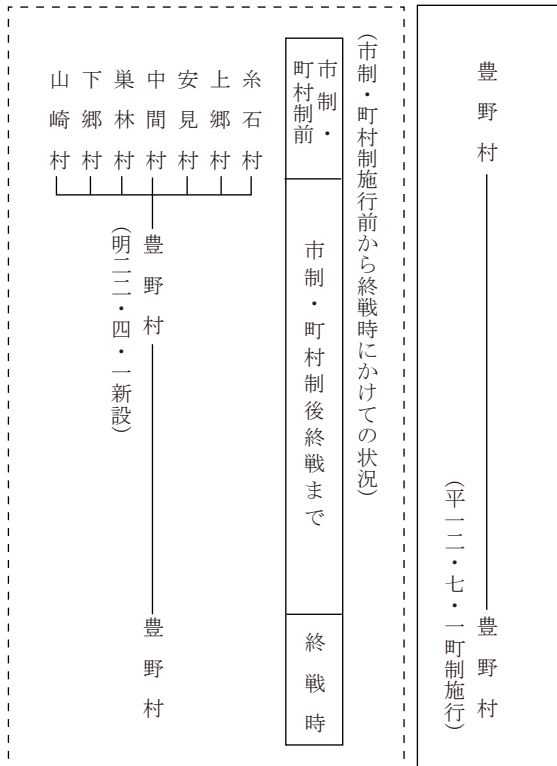 豊野村
豊野村
(平一二・七・一町制施行)
(市制・町村制施行前から終戦時にかけての状況)
市制・
町村制前
市制・町村制後終戦まで
終戦時
糸石村
上郷村
安見村
中間村
巣林村
下郷村
山崎村
豊野村
(明二二・四・一新設)
豊野村